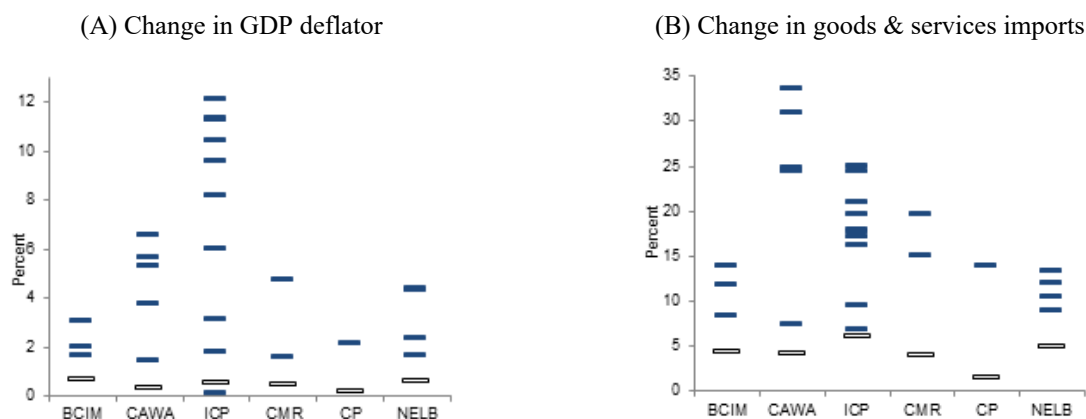 (A) Change in GDP deflator
Percent
12
10
8
6
4
2
0
BCIM CAWA ICP CMR CP NELB
(B) Change in goods & services imports
Percent
35
30
25
20
15
10
5
0
BCIM CAWA ICP CMR CP NELB